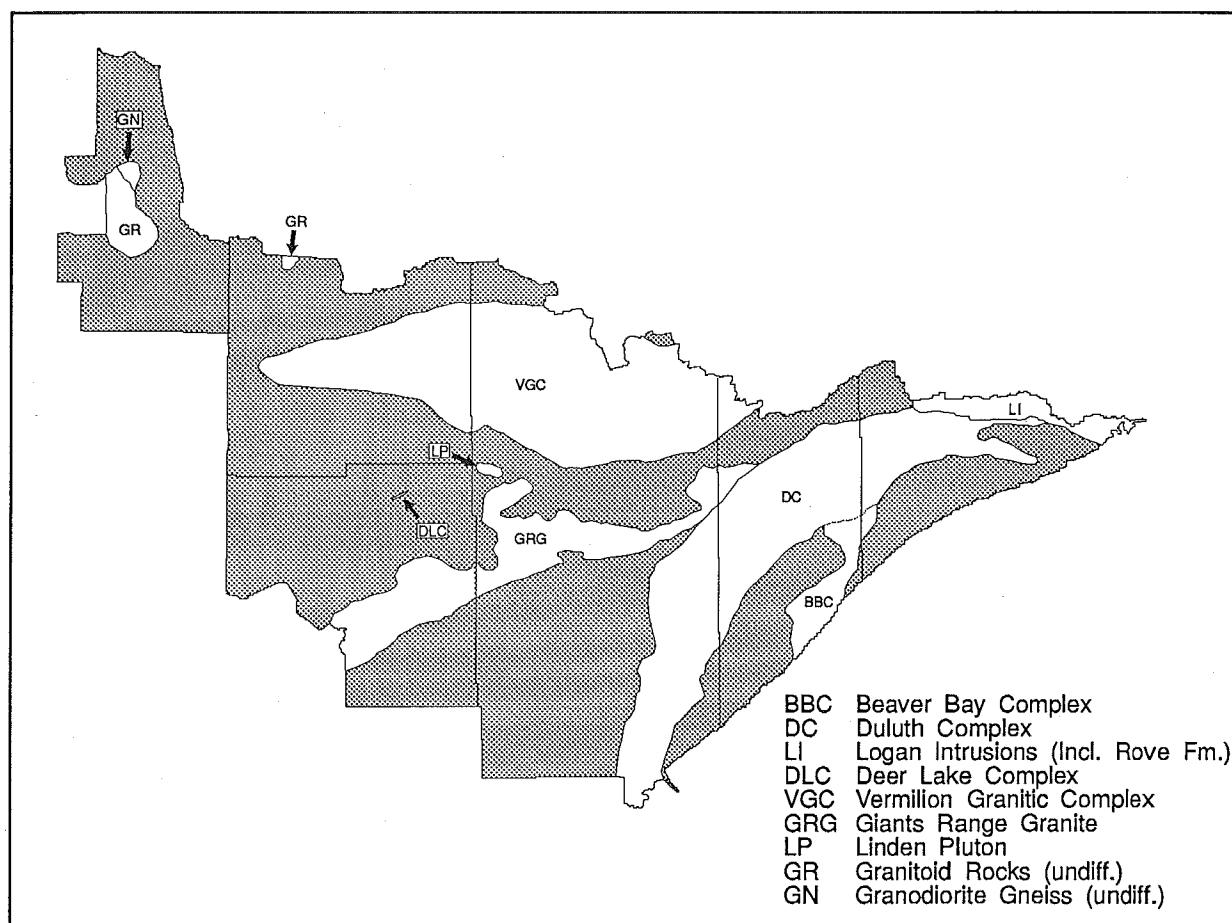 GN
GR
GR
VGC
LI
LP
DC
DLC
GRG
BBC
BBC Beaver Bay Complex
DC Duluth Complex
LI Logan Intrusions (Incl. Rove Fm.)
DLC Deer Lake Complex
VGC Vermilion Granitic Complex
GRG Giants Range Granite
LP Linden Pluton
GR Granitoid Rocks (undiff.)
GN Granodiorite Gneiss (undiff.)